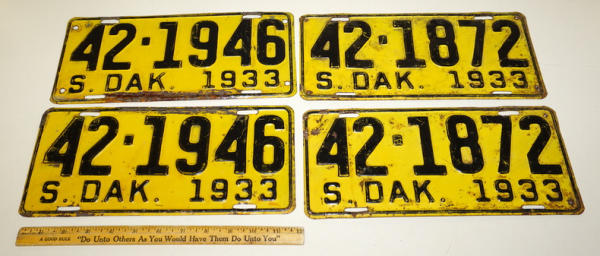 42·1946
S. DAK. 1933
42·1872
S. DAK. 1933
42·1946
S. DAK. 1933
42·1872
S. DAK. 1933
A GOOD RULE "Do Unto Others As You Would Have Them Do Unto You"